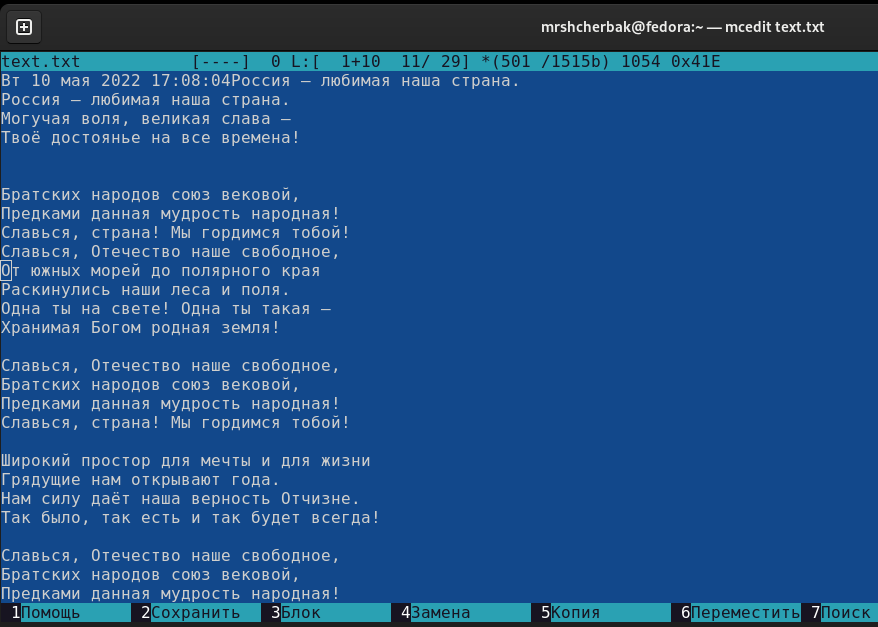 mrshcherbak@fedora:~ — mcedit text.txt
text.txt [----] 0 L:[ 1+10 11/ 29] *(501 /1515b) 1054 0x41E
Вт 10 мая 2022 17:08:04Россия — любимая наша страна.
Россия — любимая наша страна.
Могучая воля, великая слава —
Твоё достоянье на все времена!
Братских народов союз вековой,
Предками данная мудрость народная!
Славься, страна! Мы гордимся тобой!
Славься, Отечество наше свободное,
От южных морей до полярного края
Раскинулись наши леса и поля.
Одна ты на свете! Одна ты такая —
Хранимая Богом родная земля!
Славься, Отечество наше свободное,
Братских народов союз вековой,
Предками данная мудрость народная!
Славься, страна! Мы гордимся тобой!
Широкий простор для мечты и для жизни
Грядущие нам открывают года.
Нам силу даёт наша верность Отчизне.
Так было, так есть и так будет всегда!
Славься, Отечество наше свободное,
Братских народов союз вековой,
Предками данная мудрость народная!
1Помощь 2Сохранить 3Блок 4Замена 5Копия 6Переместить 7Поиск